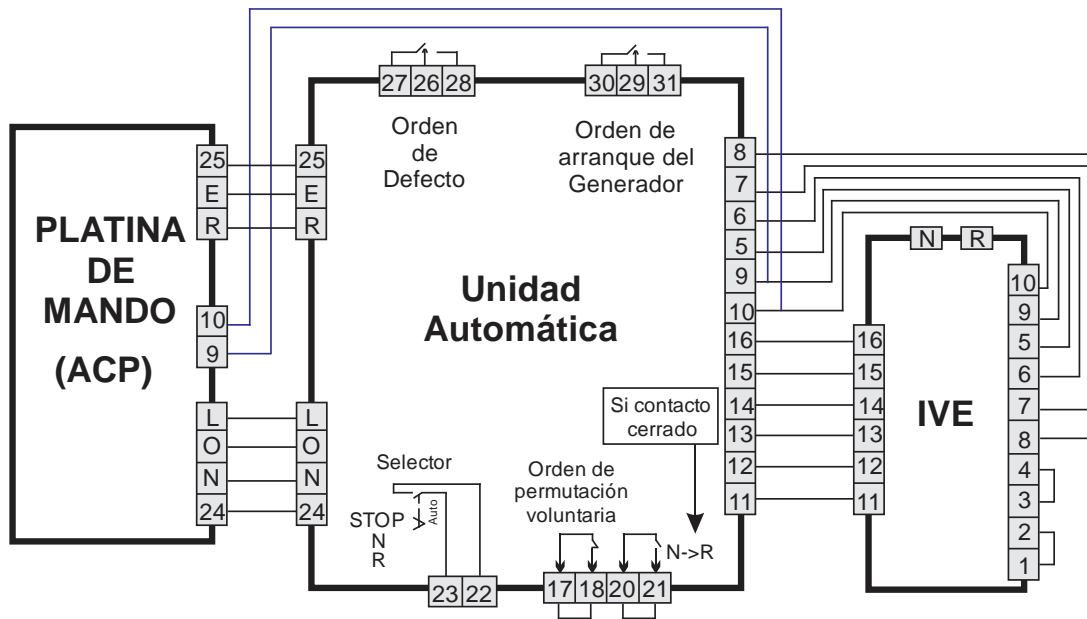 27 26 28
30 29 31
Orden
de
Defecto
Orden de
arranque del
Generador
PLATINA
DE
MANDO
(ACP)
25
E
R
10
9
L
O
N
24
25
E
R
L
O
N
24
Unidad
Automática
8
7
6
5
9
10
16
15
14
13
12
11
Si contacto
cerrado
Selector
Auto
STOP
N
R
Orden de
permutación
voluntaria
N->R
23 22
17 18 20 21
N R
IVE
16
15
14
13
12
11
10
9
5
6
7
8
4
3
2
1